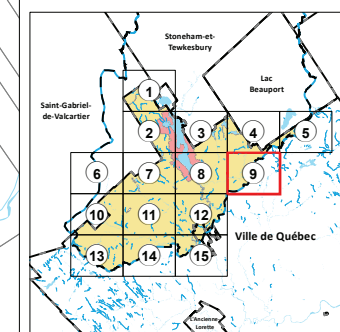 Stoneham-et-
Tewkesbury
Lac
Beauport
Saint-Gabriel-
de-Valcartier
1
2
3
4
5
6
7
8
9
10
11
12
Ville de Québec
13
14
15
L'Ancienne-
Lorette